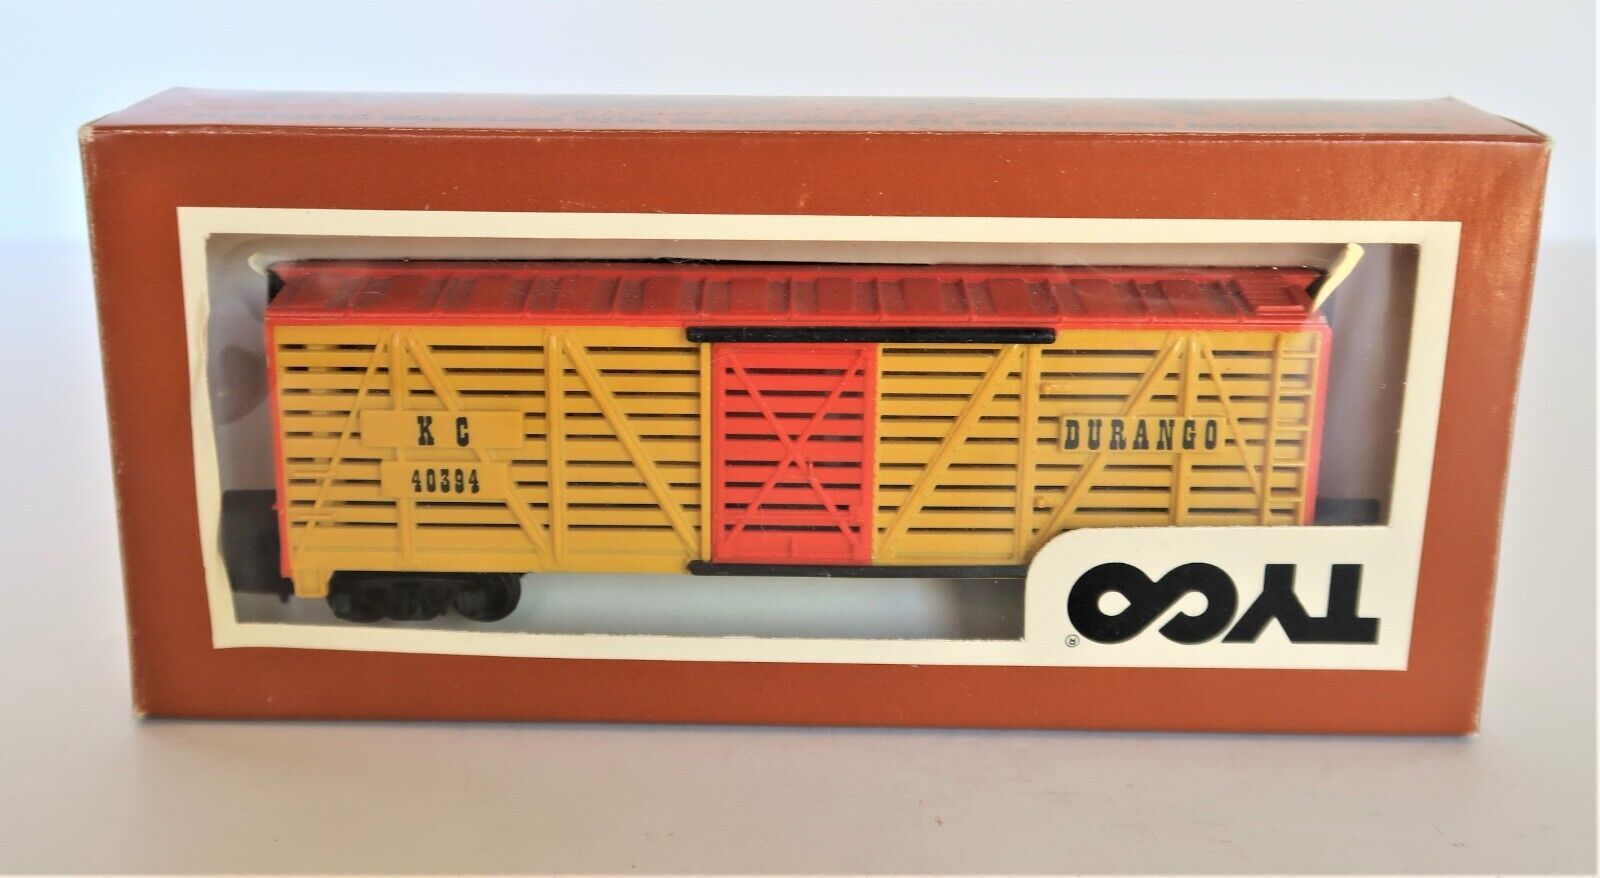 K C
40394
DURANGO
TYCO
®